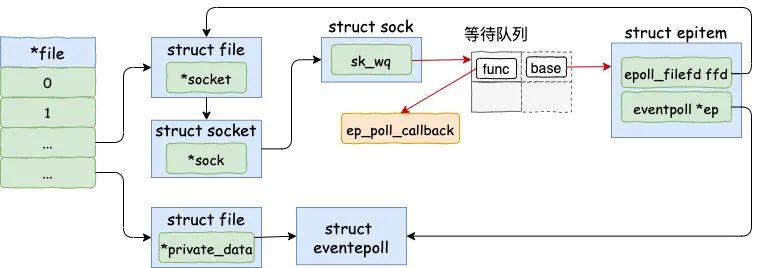 *file
0
1
...
...
struct file
*socket
struct socket
*sock
struct file
*private_data
struct
eventepoll
struct sock
sk_wq
等待队列
func
base
ep_poll_callback
struct epitem
epoll_filefd ffd
eventpoll *ep